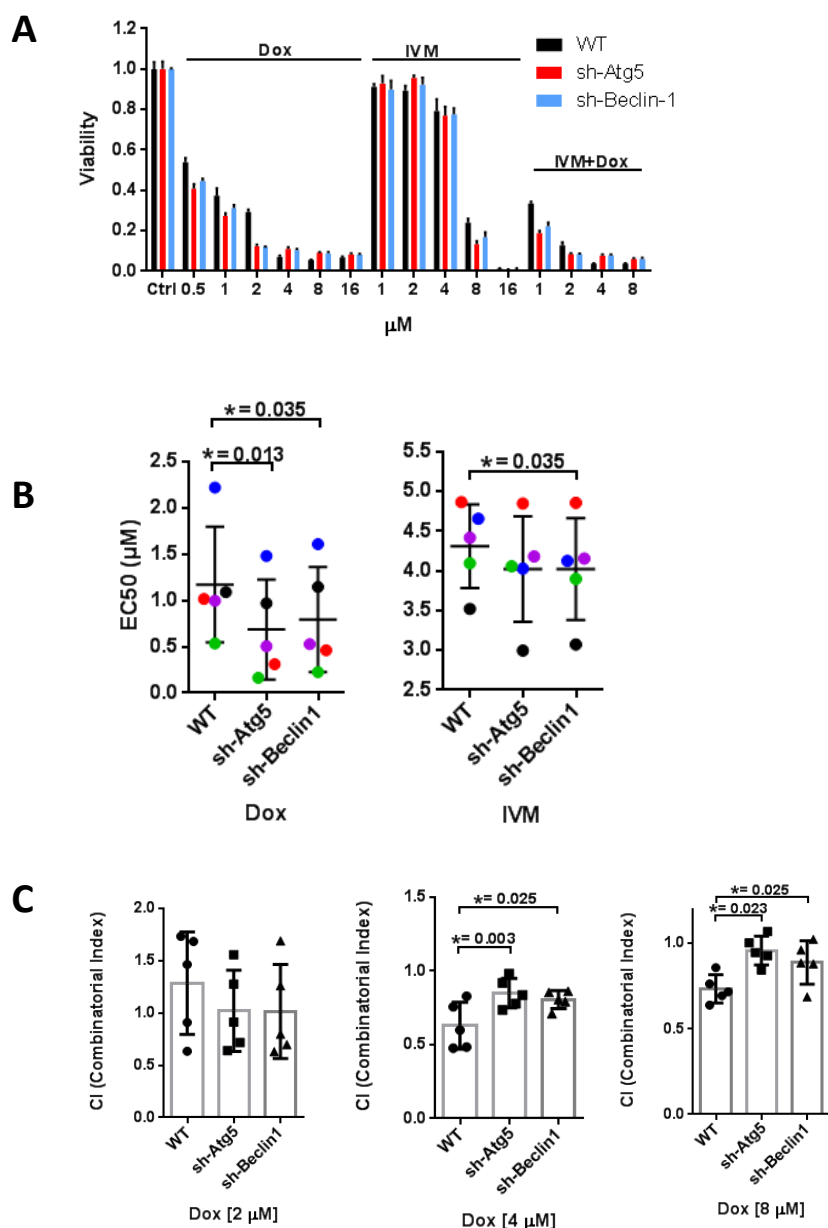 A
Dox
IVM
WT
sh-Atg5
sh-Beclin-1
IVM+Dox
Viability
1.2
1.0
0.8
0.6
0.4
0.2
0.0
Ctrl 0.5 1 2 4 8 16 1 2 4 8 16 1 2 4 8
µM
B
* = 0.035
* = 0.013
EC50 (µM)
2.5
2.0
1.5
1.0
0.5
0.0
WT
sh-Atg5
sh-Beclin1
Dox
* = 0.035
5.5
5.0
4.5
4.0
3.5
3.0
2.5
WT
sh-Atg5
sh-Beclin1
IVM
C
CI (Combinatorial Index)
2.0
1.5
1.0
0.5
0.0
WT
sh-Atg5
sh-Beclin1
Dox [2 µM]
CI (Combinatorial Index)
*= 0.025
*= 0.003
1.5
1.0
0.5
0.0
WT
sh-Atg5
sh-Beclin1
Dox [4 µM]
CI (Combinatorial Index)
*= 0.025
*= 0.023
1.0
0.5
0.0
WT
sh-Atg5
sh-Beclin1
Dox [8 µM]